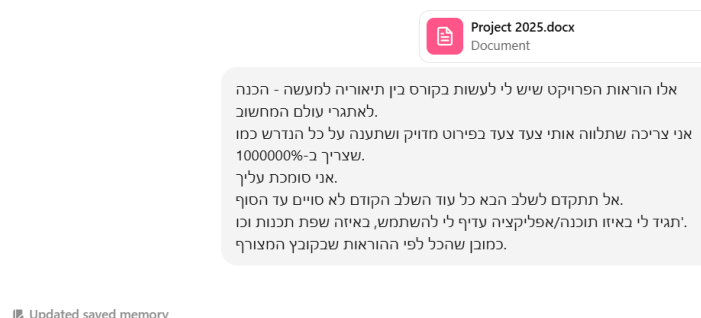 Project 2025.docx
Document
אלו הוראות הפרויקט שיש לי לעשות בקורס בין תיאוריה למעשה - הכנה
לאתגרי עולם המחשוב.
אני צריכה שתלווה אותי צעד צעד בפירוט מדויק ושתענה על כל הנדרש כמו
שצריך ב-1000000%.
אני סומכת עליך.
אל תתקדם לשלב הבא כל עוד השלב הקודם לא סויים עד הסוף.
תגיד לי באיזו תוכנה/אפליקציה עדיף לי להשתמש, באיזה שפת תכנות וכו'.
כמובן שהכל לפי ההוראות שבקובץ המצורף.
Updated saved memory